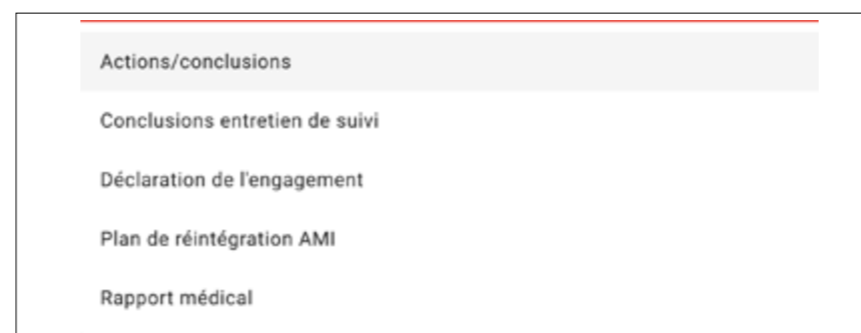 Actions/conclusions
Conclusions entretien de suivi
Déclaration de l'engagement
Plan de réintégration AMI
Rapport médical